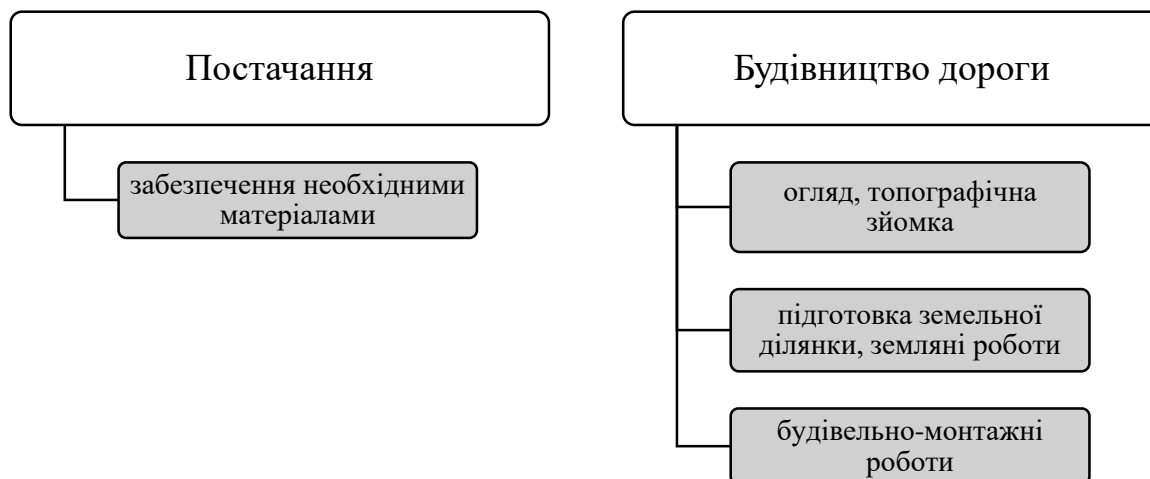 Постачання
забезпечення необхідними
матеріалами
Будівництво дороги
огляд, топографічна
зйомка
підготовка земельної
ділянки, земляні роботи
будівельно-монтажні
роботи